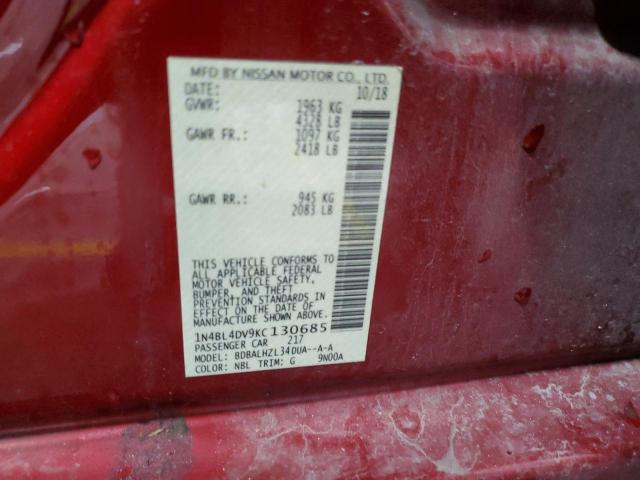 MFD BY NISSAN MOTOR CO., LTD.
DATE: 10/18
GVWR: 1963 KG
4328 LB
GAWR FR.: 1097 KG
2418 LB
GAWR RR.: 945 KG
2083 LB
THIS VEHICLE CONFORMS TO
ALL APPLICABLE FEDERAL
MOTOR VEHICLE SAFETY,
BUMPER, AND THEFT
PREVENTION STANDARDS IN
EFFECT ON THE DATE OF
MANUFACTURE SHOWN ABOVE.
1N4BL4DV9KC130685
PASSENGER CAR 217
MODEL: BDBALHZL34DUA--A-A
COLOR: NBL TRIM: G 9N00A